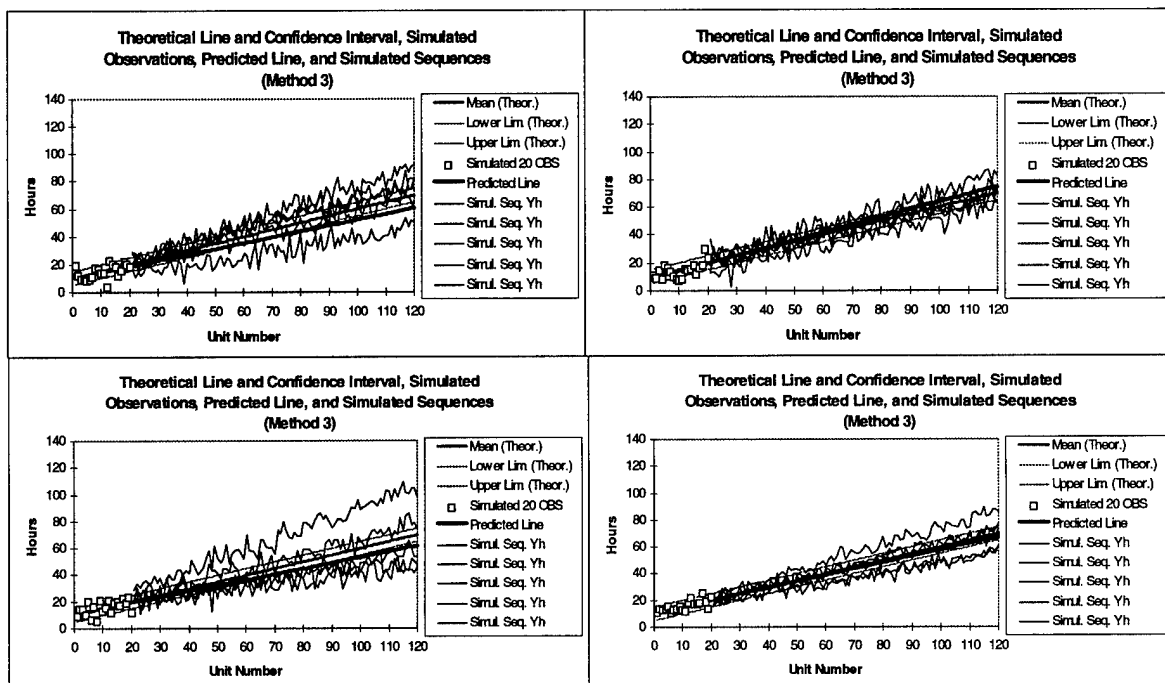 Theoretical Line and Confidence Interval, Simulated
Observations, Predicted Line, and Simulated Sequences
(Method 3)
140
120
100
80
60
40
20
0
Hours
0 10 20 30 40 50 60 70 80 90 100 110 120
Unit Number
Mean (Theor.)
Lower Lim. (Theor.)
Upper Lim. (Theor.)
Simulated 20 OBS
Predicted Line
Simul. Seq. Yh
Simul. Seq. Yh
Simul. Seq. Yh
Simul. Seq. Yh
Simul. Seq. Yh
Theoretical Line and Confidence Interval, Simulated
Observations, Predicted Line, and Simulated Sequences
(Method 3)
140
120
100
80
60
40
20
0
Hours
0 10 20 30 40 50 60 70 80 90 100 110 120
Unit Number
Mean (Theor.)
Lower Lim. (Theor.)
Upper Lim. (Theor.)
Simulated 20 OBS
Predicted Line
Simul. Seq. Yh
Simul. Seq. Yh
Simul. Seq. Yh
Simul. Seq. Yh
Simul. Seq. Yh
Theoretical Line and Confidence Interval, Simulated
Observations, Predicted Line, and Simulated Sequences
(Method 3)
140
120
100
80
60
40
20
0
Hours
0 10 20 30 40 50 60 70 80 90 100 110 120
Unit Number
Mean (Theor.)
Lower Lim. (Theor.)
Upper Lim. (Theor.)
Simulated 20 OBS
Predicted Line
Simul. Seq. Yh
Simul. Seq. Yh
Simul. Seq. Yh
Simul. Seq. Yh
Simul. Seq. Yh
Theoretical Line and Confidence Interval, Simulated
Observations, Predicted Line, and Simulated Sequences
(Method 3)
140
120
100
80
60
40
20
0
Hours
0 10 20 30 40 50 60 70 80 90 100 110 120
Unit Number
Mean (Theor.)
Lower Lim. (Theor.)
Upper Lim. (Theor.)
Simulated 20 OBS
Predicted Line
Simul. Seq. Yh
Simul. Seq. Yh
Simul. Seq. Yh
Simul. Seq. Yh
Simul. Seq. Yh